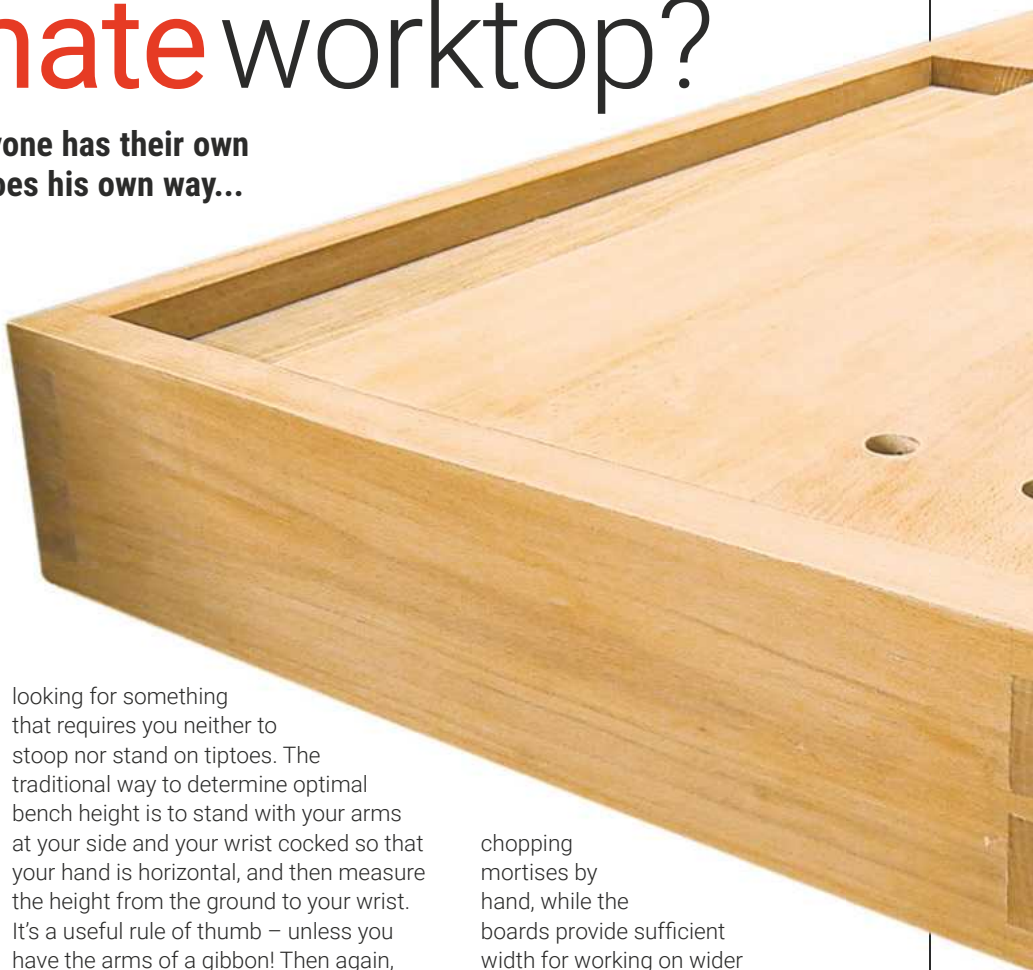 worktop?
has their own
his own way...
looking for something
that requires you neither to
stoop nor stand on tiptoes. The
traditional way to determine optimal
bench height is to stand with your arms
at your side and your wrist cocked so that
your hand is horizontal, and then measure
the height from the ground to your wrist.
It's a useful rule of thumb – unless you
have the arms of a gibbon! Then again,
chopping
mortises by
hand, while the
boards provide sufficient
width for working on wider